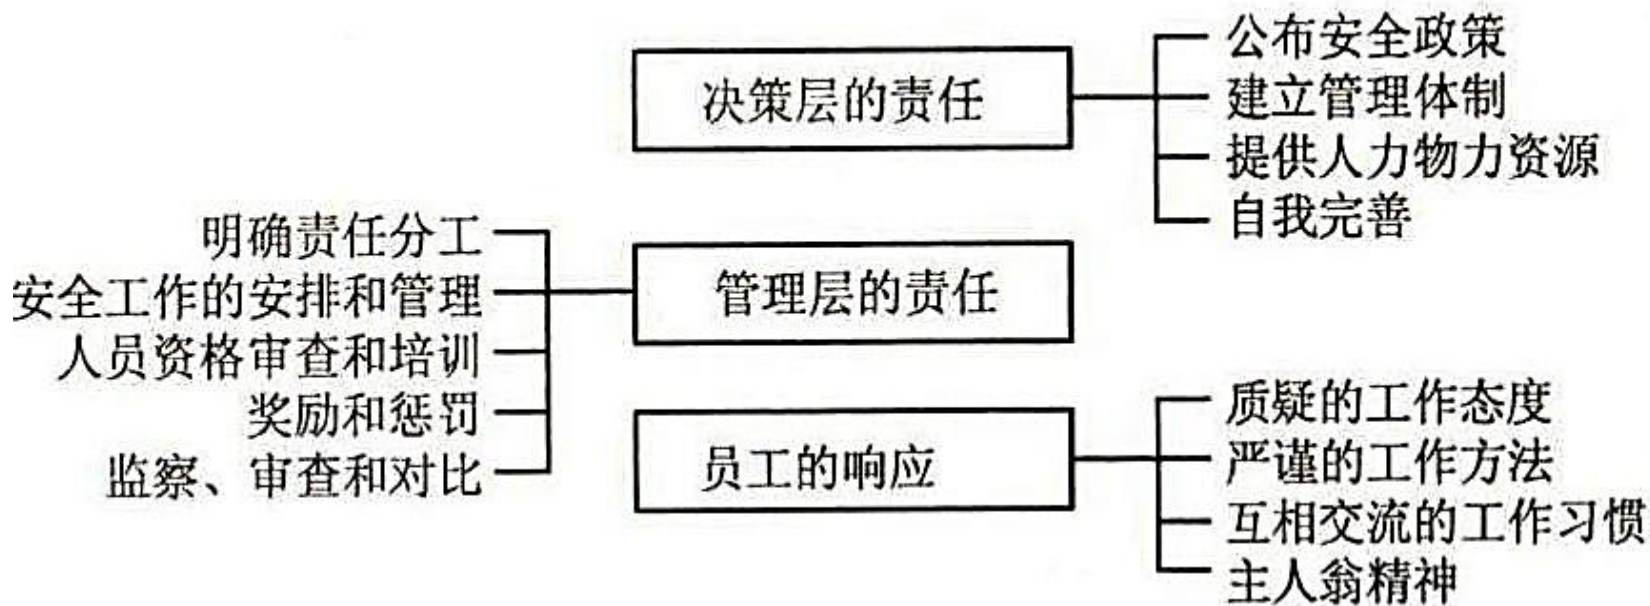 决策层的责任
公布安全政策
建立管理体制
提供人力物力资源
自我完善
明确责任分工
安全工作的安排和管理
人员资格审查和培训
奖励和惩罚
监察、审查和对比
管理层的责任
员工的响应
质疑的工作态度
严谨的工作方法
互相交流的工作习惯
主人翁精神